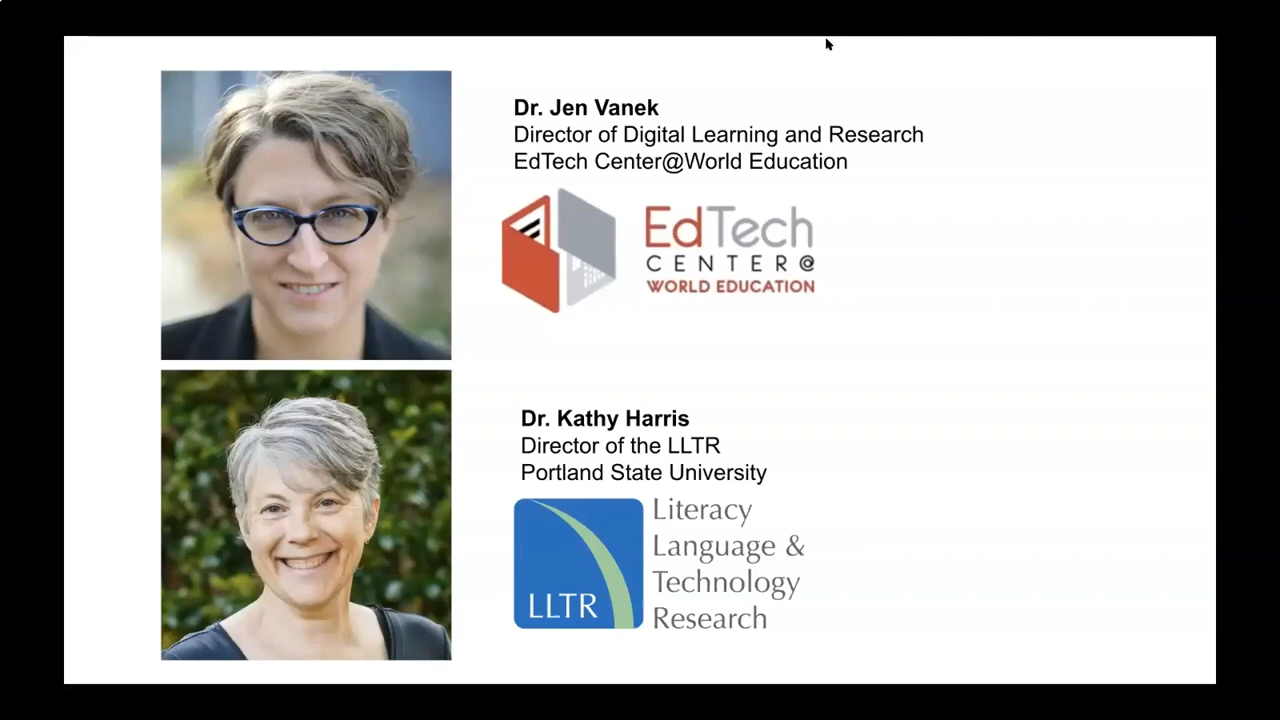 Dr. Jen Vanek
Director of Digital Learning and Research
EdTech Center@World Education
EdTech
CENTER@
WORLD EDUCATION
Dr. Kathy Harris
Director of the LLTR
Portland State University
LLTR
Literacy
Language &
Technology
Research